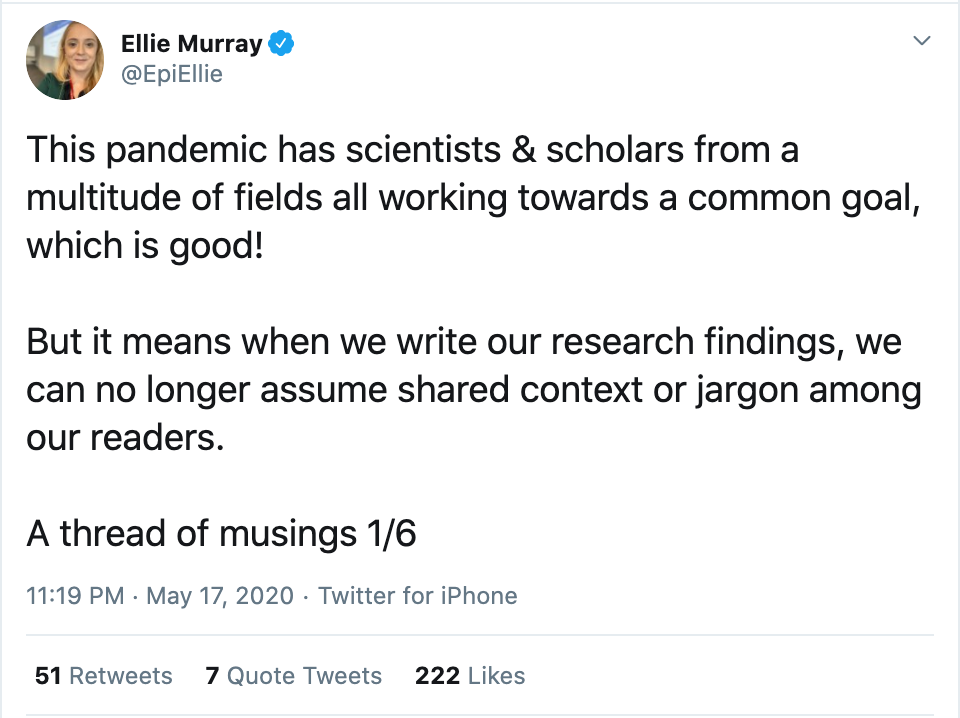 Ellie Murray
@EpiEllie
This pandemic has scientists & scholars from a
multitude of fields all working towards a common goal,
which is good!
But it means when we write our research findings, we
can no longer assume shared context or jargon among
our readers.
A thread of musings 1/6
11:19 PM · May 17, 2020 · Twitter for iPhone
51 Retweets 7 Quote Tweets 222 Likes